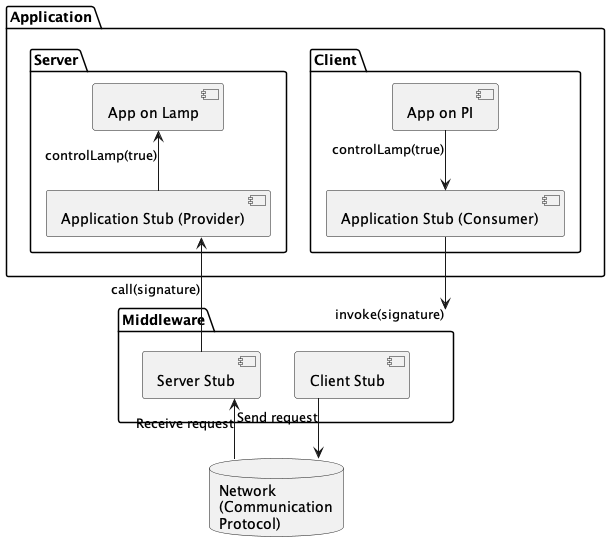 Application
Server
Client
App on Lamp
App on PI
controlLamp(true)
controlLamp(true)
Application Stub (Provider)
Application Stub (Consumer)
call(signature)
invoke(signature)
Middleware
Server Stub
Client Stub
Receive request
Send request
Network
(Communication
Protocol)